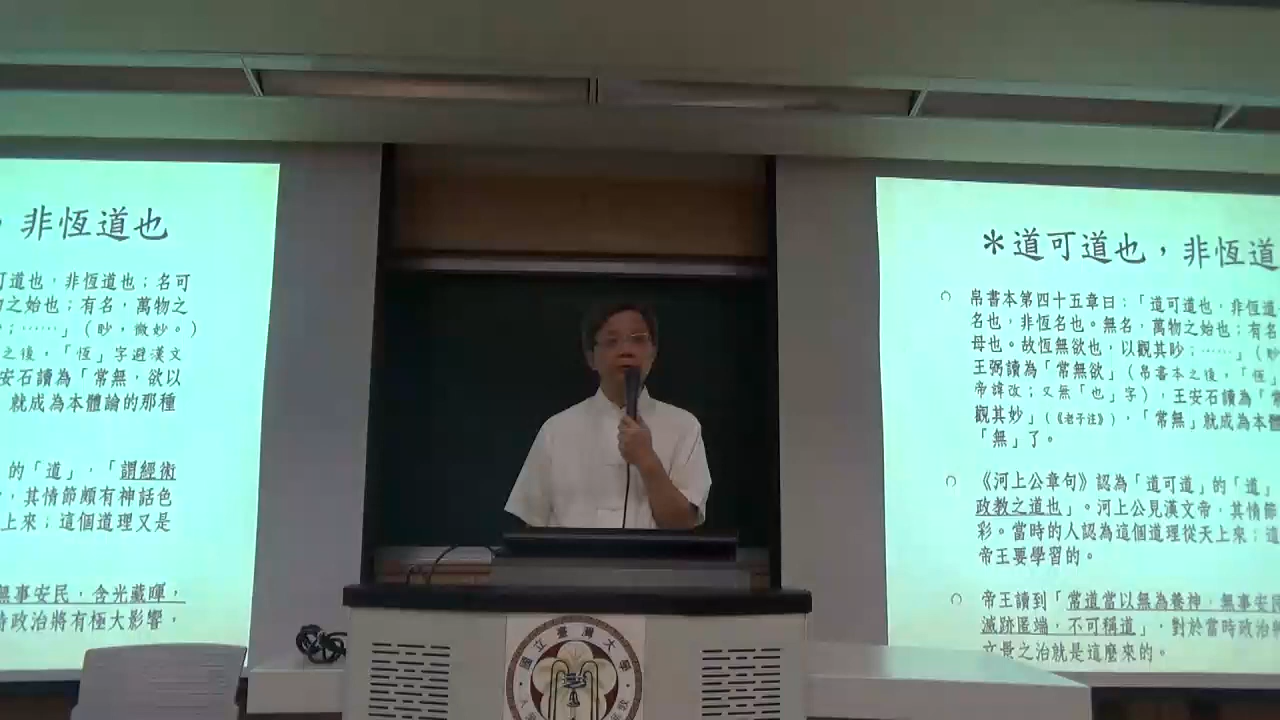 ，非恆道也
可道也，非恆道也；名可
物之始也；有名，萬物之
；⋯⋯」（眇，微妙。）
之後，「恆」字避漢文
安石讀為「常無，欲以
就成為本體論的那種
的「道」，「謂經術
，其情節頗有神話色
上來；這個道理又是
無事安民，含光藏暉，
時政治將有極大影響，
＊道可道也，非恆道
帛書本第四十五章曰：「道可道也，非恆道
名也，非恆名也。無名，萬物之始也；有名
母也。故恆無欲也，以觀其眇；⋯⋯」（眇
王弼讀為「常無欲」（帛書本之後，「恆」
帝諱改；又無「也」字），王安石讀為「常
觀其妙」（《老子注》），「常無」就成為本體
「無」了。
《河上公章句》認為「道可道」的「道」
政教之道也」。河上公見漢文帝，其情節
彩。當時的人認為這個道理從天上來；這
帝王要學習的。
帝王讀到「常道當以無為養神，無事安民
滅跡匿端，不可稱道」，對於當時政治將
文景之治就是這麼來的。
國立臺灣大學